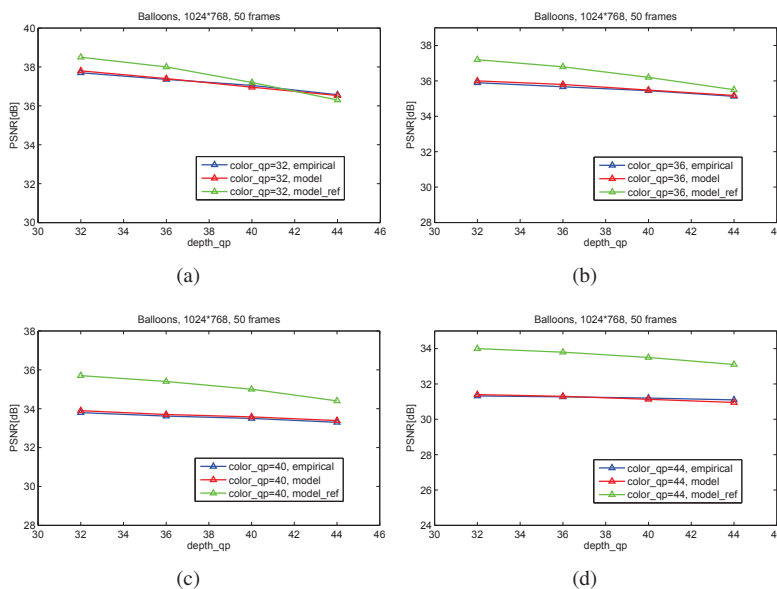 Balloons, 1024*768, 50 frames
40
38
36
34
32
30
PSNR[dB]
color_qp=32, empirical
color_qp=32, model
color_qp=32, model_ref
30 32 34 36 38 40 42 44 46
depth_qp
(a)
Balloons, 1024*768, 50 frames
38
36
34
32
30
28
PSNR[dB]
color_qp=36, empirical
color_qp=36, model
color_qp=36, model_ref
30 32 34 36 38 40 42 44 46
depth_qp
(b)
Balloons, 1024*768, 50 frames
38
36
34
32
30
28
PSNR[dB]
color_qp=40, empirical
color_qp=40, model
color_qp=40, model_ref
30 32 34 36 38 40 42 44 46
depth_qp
(c)
Balloons, 1024*768, 50 frames
34
32
30
28
26
24
PSNR[dB]
color_qp=44, empirical
color_qp=44, model
color_qp=44, model_ref
30 32 34 36 38 40 42 44 46
depth_qp
(d)